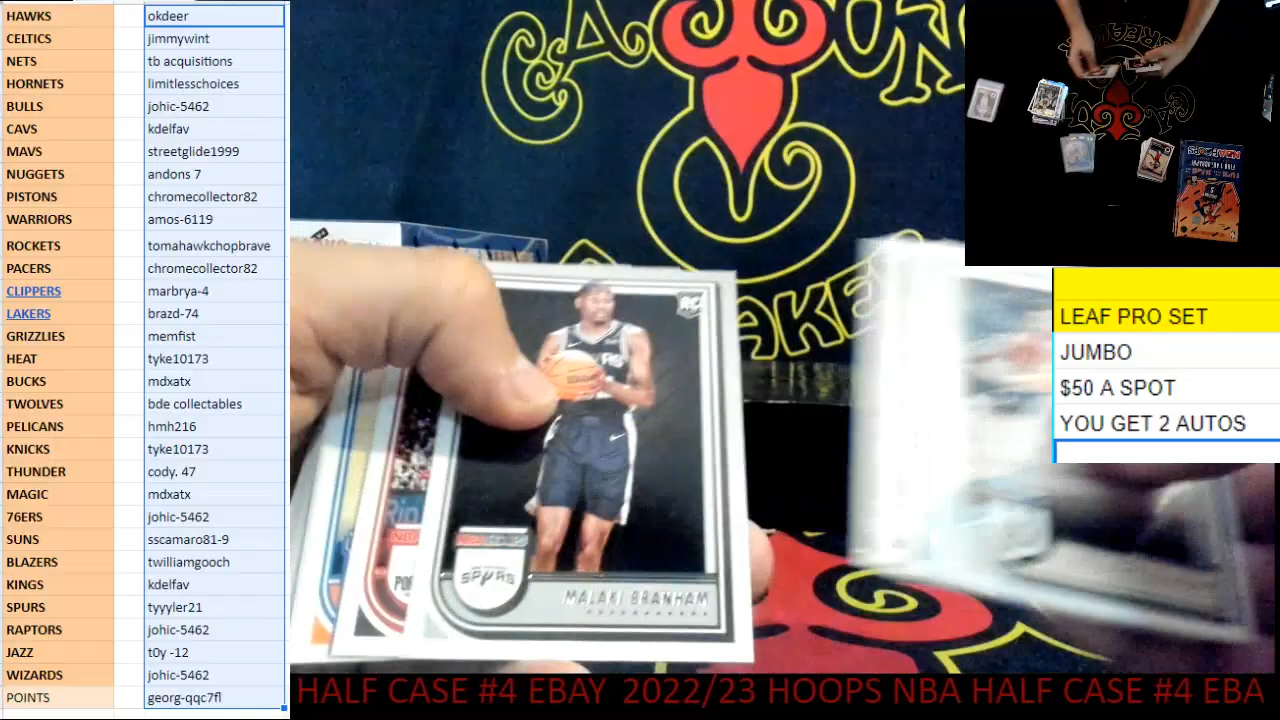 HAWKS okdeer
CELTICS jimmywint
NETS tb acquisitions
HORNETS limitlesschoices
BULLS johic-5462
CAVS kdelfav
MAVS streetglide1999
NUGGETS andons 7
PISTONS chromecollector82
WARRIORS amos-6119
ROCKETS tomahawkchopbrave
PACERS chromecollector82
CLIPPERS marbrya-4
LAKERS brazd-74
GRIZZLIES memfist
HEAT tyke10173
BUCKS mdxatx
TWOLVES bde collectables
PELICANS hmh216
KNICKS tyke10173
THUNDER cody. 47
MAGIC mdxatx
76ERS johic-5462
SUNS sscamaro81-9
BLAZERS twilliamgooch
KINGS kdelfav
SPURS tyyyler21
RAPTORS johic-5462
JAZZ t0y -12
WIZARDS johic-5462
POINTS georg-qqc7fl
RC
SPURS
MALAKI BRANHAM
LEAF PRO SET
JUMBO
$50 A SPOT
YOU GET 2 AUTOS
HALF CASE #4 EBAY 2022/23 HOOPS NBA HALF CASE #4 EBA